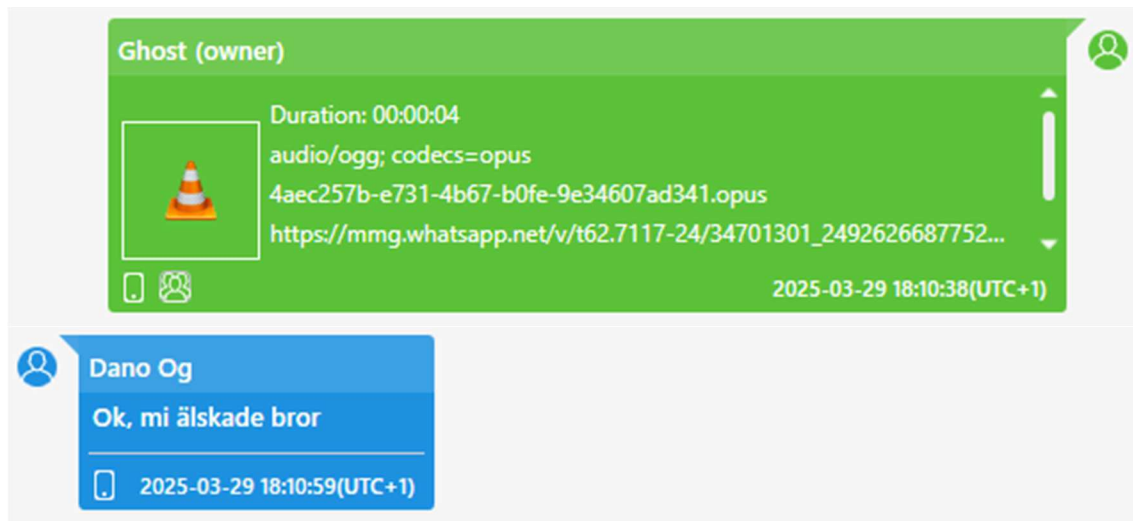 Ghost (owner)
Duration: 00:00:04
audio/ogg; codecs=opus
4aec257b-e731-4b67-b0fe-9e34607ad341.opus
https://mmg.whatsapp.net/v/t62.7117-24/34701301_2492626687752...
2025-03-29 18:10:38(UTC+1)
Dano Og
Ok, mi älskade bror
2025-03-29 18:10:59(UTC+1)